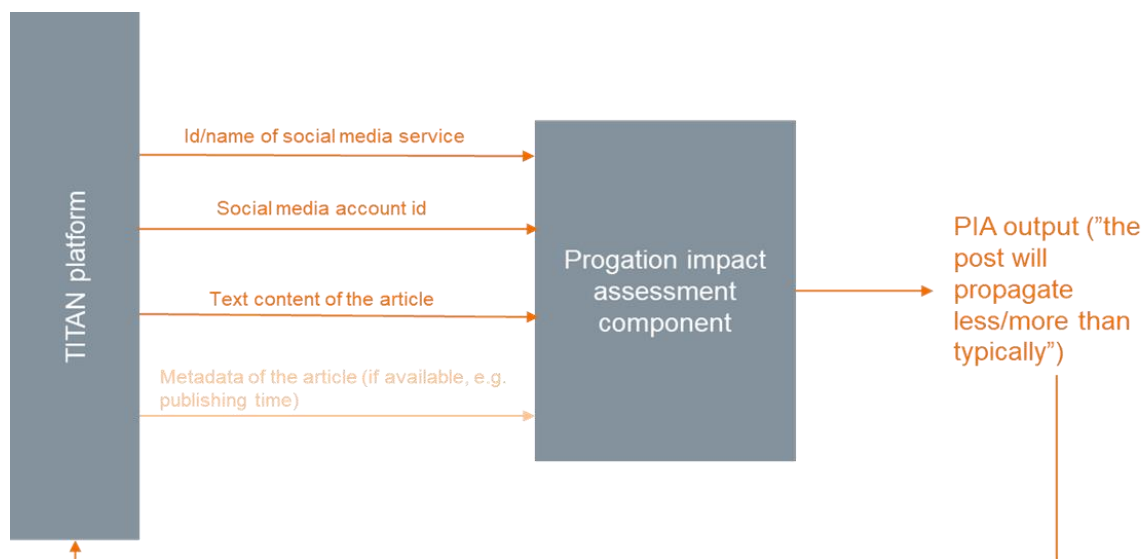 TITAN platform
Id/name of social media service
Social media account id
Text content of the article
Metadata of the article (if available, e.g.
publishing time)
Progation impact
assessment
component
PIA output (”the
post will
propagate
less/more than
typically”)